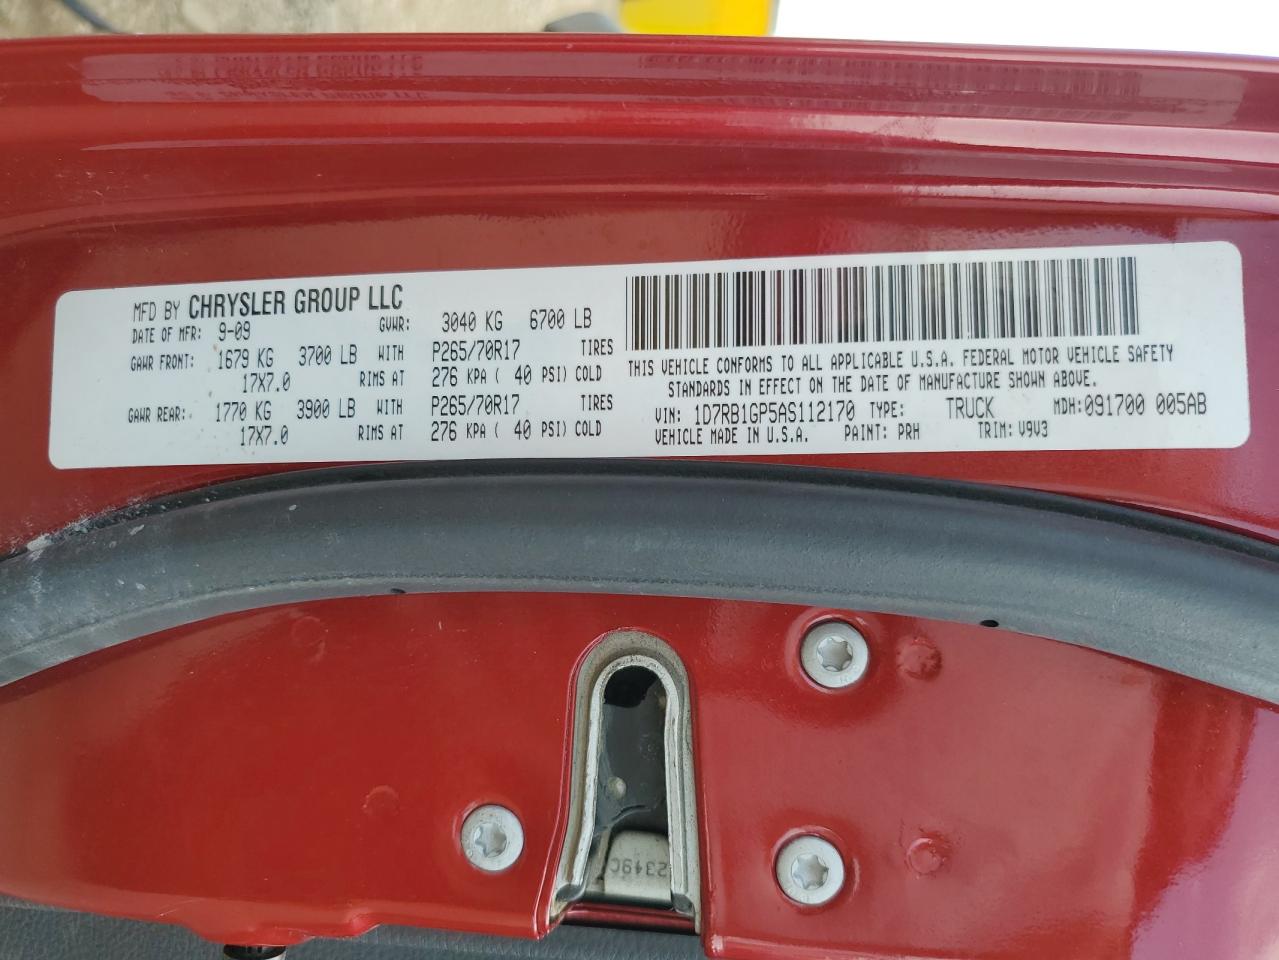 MFD BY CHRYSLER GROUP LLC
DATE OF MFR: 9-09 GVWR: 3040 KG 6700 LB
GAWR FRONT: 1679 KG 3700 LB WITH P265/70R17 TIRES
17X7.0 RIMS AT 276 KPA ( 40 PSI) COLD
GAWR REAR: 1770 KG 3900 LB WITH P265/70R17 TIRES
17X7.0 RIMS AT 276 KPA ( 40 PSI) COLD
THIS VEHICLE CONFORMS TO ALL APPLICABLE U.S.A. FEDERAL MOTOR VEHICLE SAFETY
STANDARDS IN EFFECT ON THE DATE OF MANUFACTURE SHOWN ABOVE.
VIN: 1D7RB1GP5AS112170 TYPE: TRUCK MDH: 091700 005AB
VEHICLE MADE IN U.S.A. PAINT: PRH TRIM: V9V3
2349C